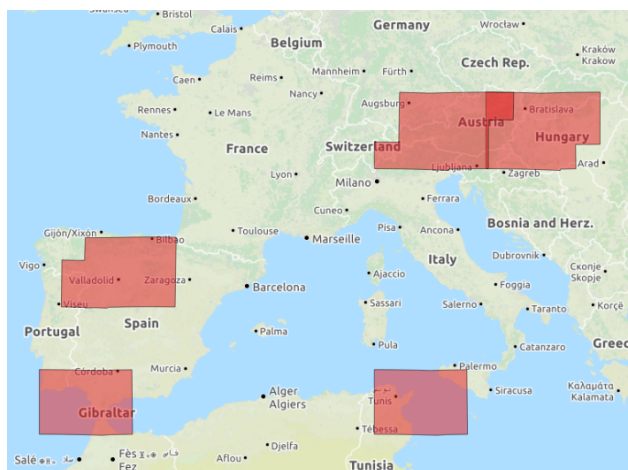 Swansea
Bristol
Calais
Germany
Wrocław
Plymouth
Belgium
Kraków
Krakow
Czech Rep.
Caen
Reims
Mannheim
Fürth
Nancy
Augsburg
Rennes
Le Mans
Bratislava
Austria
Nantes
France
Switzerland
Hungary
Ljubljana
Arad
Lyon
Zagreb
Milano
Bordeaux
Ferrara
Cuneo
Bosnia and Herz.
Gijón/Xixón
Toulouse
Pisa
Ancona
Bilbao
Marseille
Vigo
Italy
Dubrovnik
Скопје
Skopje
Valladolid
Zaragoza
Ajaccio
Barcelona
Foggia
Viseu
Sassari
Salerno
Taranto
Korçë
Portugal
Spain
Palma
Pula
Catanzaro
Greec
Córdoba
Murcia
Palermo
Alger
Algiers
Tunis
Siracusa
Καλαμάτα
Kalamata
Gibraltar
Tébessa
Djelfa
Salé
Fès
Fez
Aflou
Tunisia